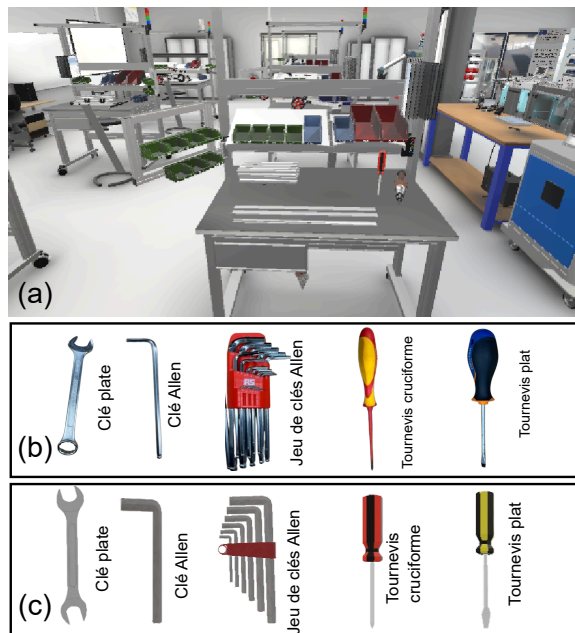 (a)
(b)
Clé plate
Clé Allen
RS
Jeu de clés Allen
Tournevis cruciforme
Tournevis plat
(c)
Clé plate
Clé Allen
Jeu de clés Allen
Tournevis
cruciforme
Tournevis plat